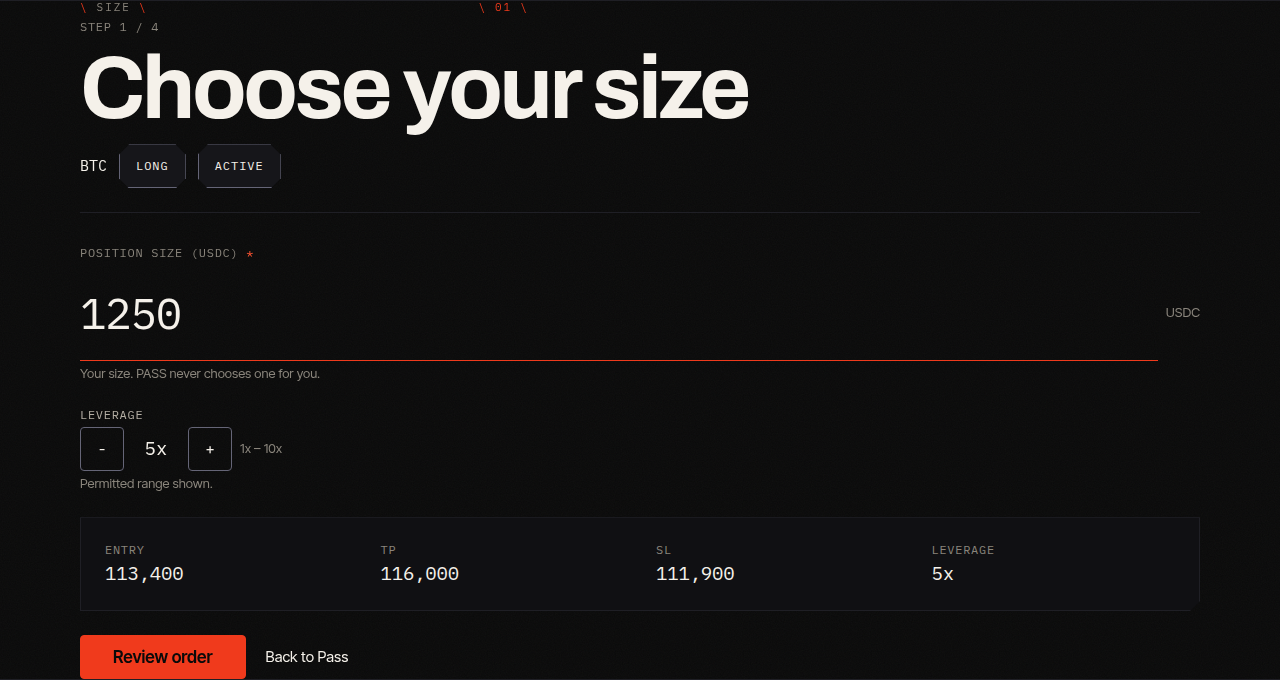 \ SIZE \
\ 01 \
STEP 1 / 4
Choose your size
BTC LONG ACTIVE
POSITION SIZE (USDC) *
1250 USDC
Your size. PASS never chooses one for you.
LEVERAGE
- 5x + 1x – 10x
Permitted range shown.
ENTRY TP SL LEVERAGE
113,400 116,000 111,900 5x
Review order Back to Pass